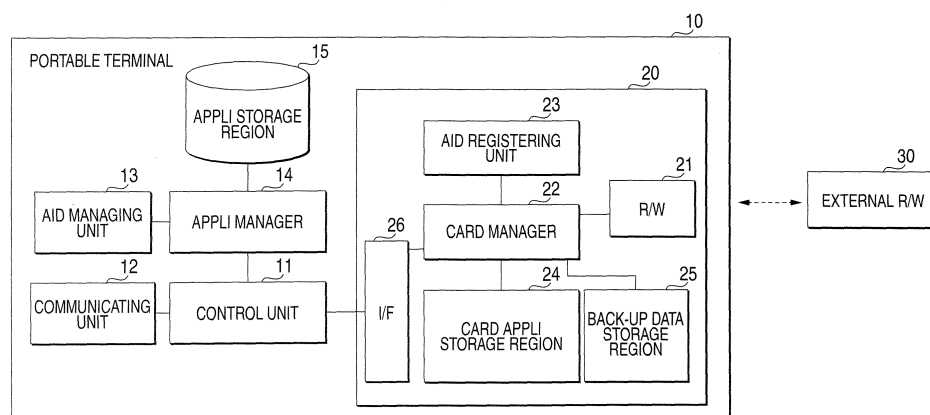 10
PORTABLE TERMINAL
15
APPLI STORAGE
REGION
20
23
AID REGISTERING
UNIT
13
AID MANAGING
UNIT
14
APPLI MANAGER
22
CARD MANAGER
21
R/W
30
EXTERNAL R/W
26
I/F
12
COMMUNICATING
UNIT
11
CONTROL UNIT
24
CARD APPLI
STORAGE REGION
25
BACK-UP DATA
STORAGE
REGION